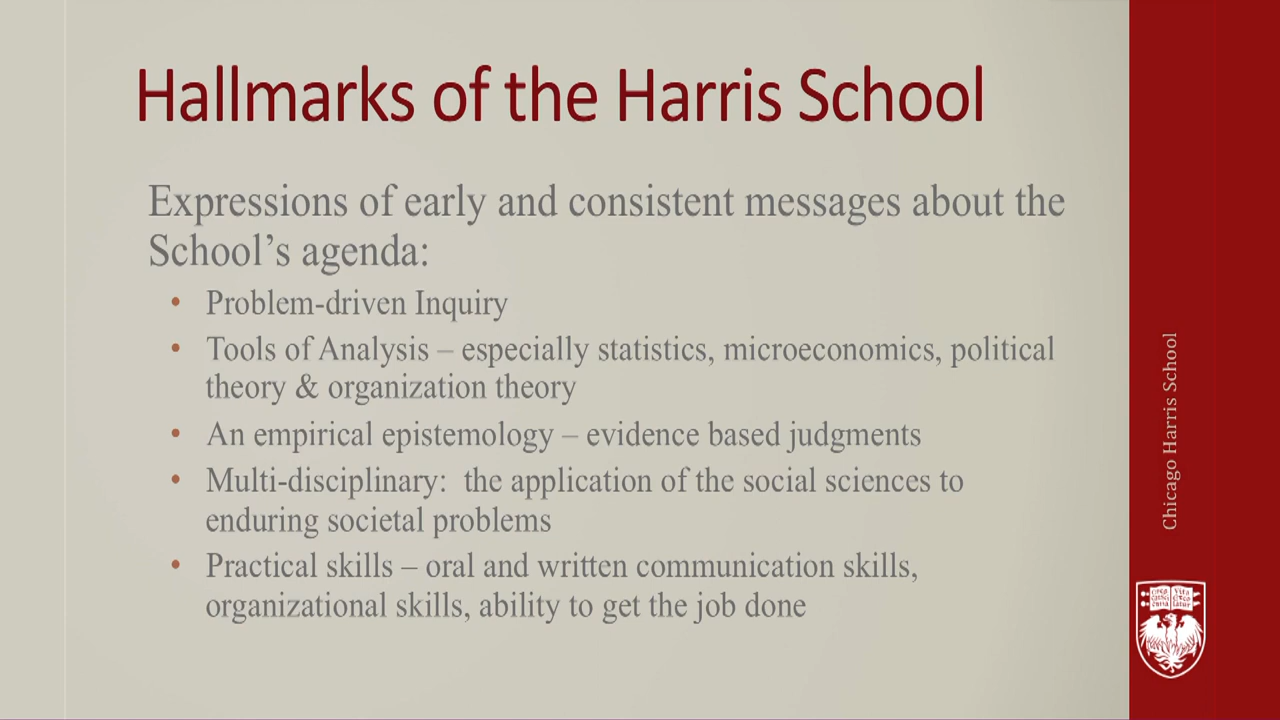 Hallmarks of the Harris School
Expressions of early and consistent messages about the
School’s agenda:
• Problem-driven Inquiry
• Tools of Analysis – especially statistics, microeconomics, political
theory & organization theory
• An empirical epistemology – evidence based judgments
• Multi-disciplinary:  the application of the social sciences to
enduring societal problems
• Practical skills – oral and written communication skills,
organizational skills, ability to get the job done
Chicago Harris School